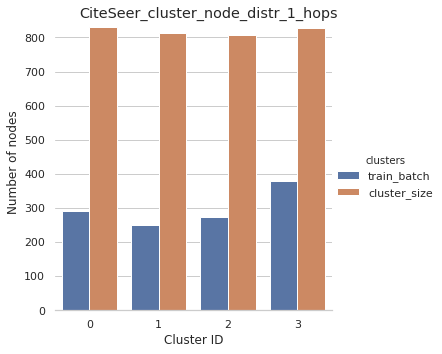 CiteSeer_cluster_node_distr_1_hops
Number of nodes
800
700
600
500
400
300
200
100
0
0 1 2 3
Cluster ID
clusters
train_batch
cluster_size